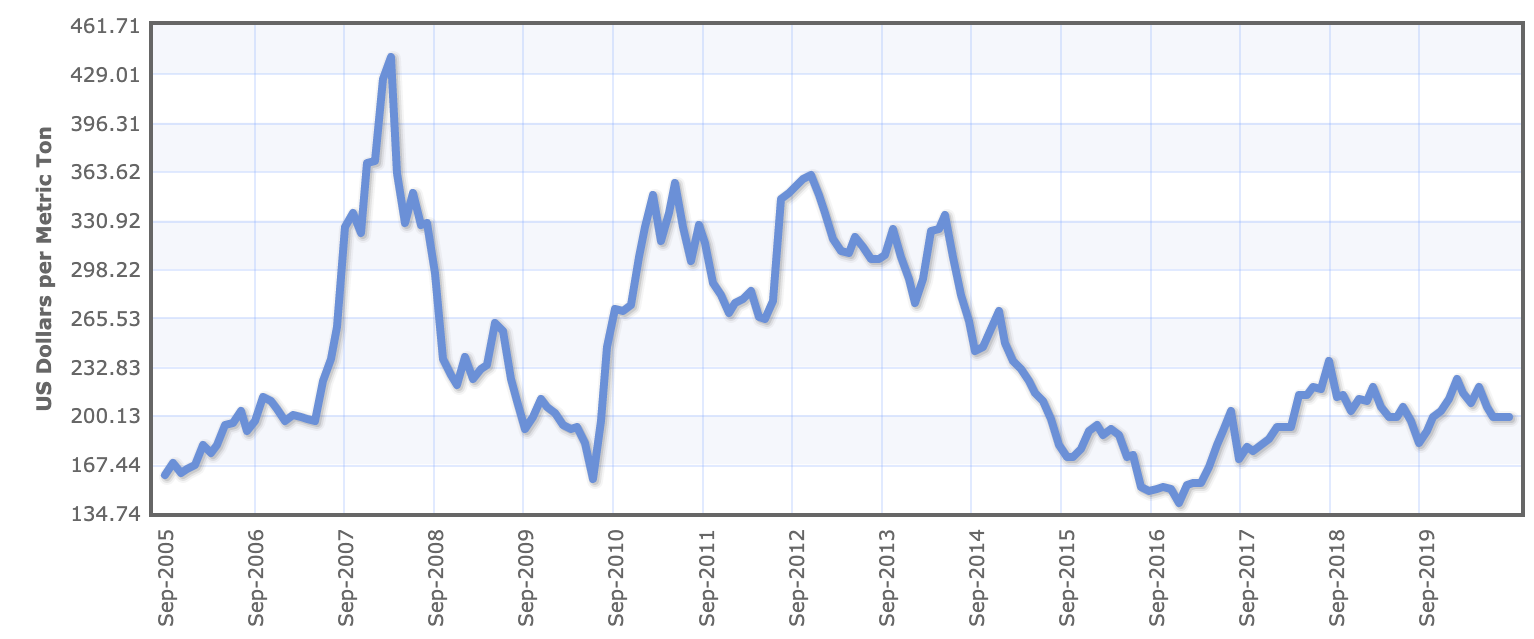 US Dollars per Metric Ton
461.71
429.01
396.31
363.62
330.92
298.22
265.53
232.83
200.13
167.44
134.74
Sep-2005
Sep-2006
Sep-2007
Sep-2008
Sep-2009
Sep-2010
Sep-2011
Sep-2012
Sep-2013
Sep-2014
Sep-2015
Sep-2016
Sep-2017
Sep-2018
Sep-2019